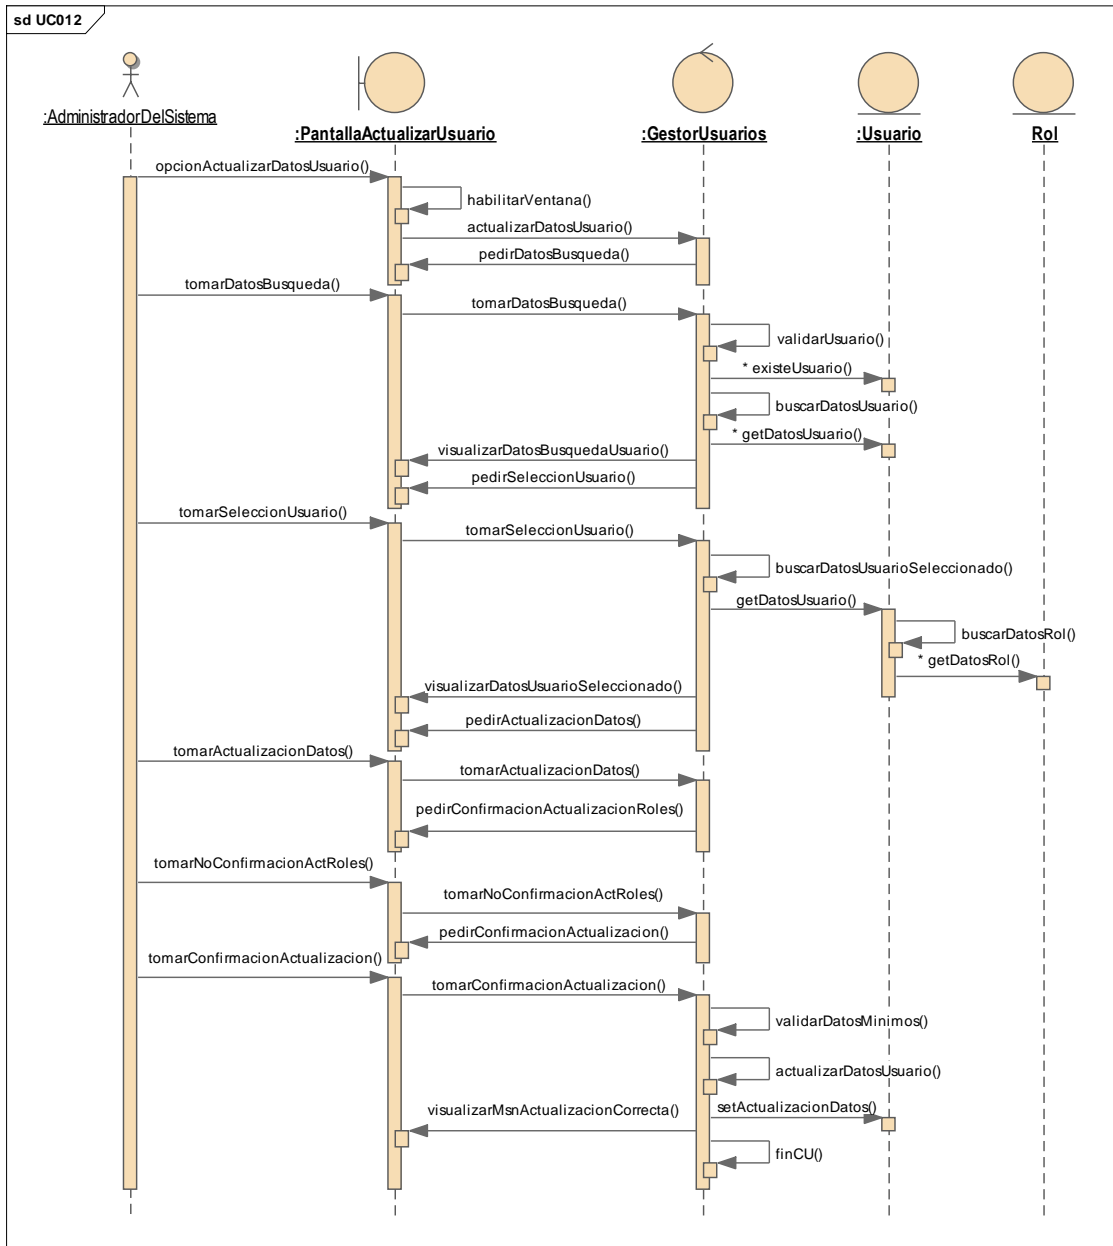 sd UC012
:AdministradorDelSistema
:PantallaActualizarUsuario
:GestorUsuarios
:Usuario
Rol
opcionActualizarDatosUsuario()
habilitarVentana()
actualizarDatosUsuario()
pedirDatosBusqueda()
tomarDatosBusqueda()
tomarDatosBusqueda()
validarUsuario()
* existeUsuario()
buscarDatosUsuario()
* getDatosUsuario()
visualizarDatosBusquedaUsuario()
pedirSeleccionUsuario()
tomarSeleccionUsuario()
tomarSeleccionUsuario()
buscarDatosUsuarioSeleccionado()
getDatosUsuario()
buscarDatosRol()
* getDatosRol()
visualizarDatosUsuarioSeleccionado()
pedirActualizacionDatos()
tomarActualizacionDatos()
tomarActualizacionDatos()
pedirConfirmacionActualizacionRoles()
tomarNoConfirmacionActRoles()
tomarNoConfirmacionActRoles()
pedirConfirmacionActualizacion()
tomarConfirmacionActualizacion()
tomarConfirmacionActualizacion()
validarDatosMinimos()
actualizarDatosUsuario()
setActualizacionDatos()
visualizarMsnActualizacionCorrecta()
finCU()